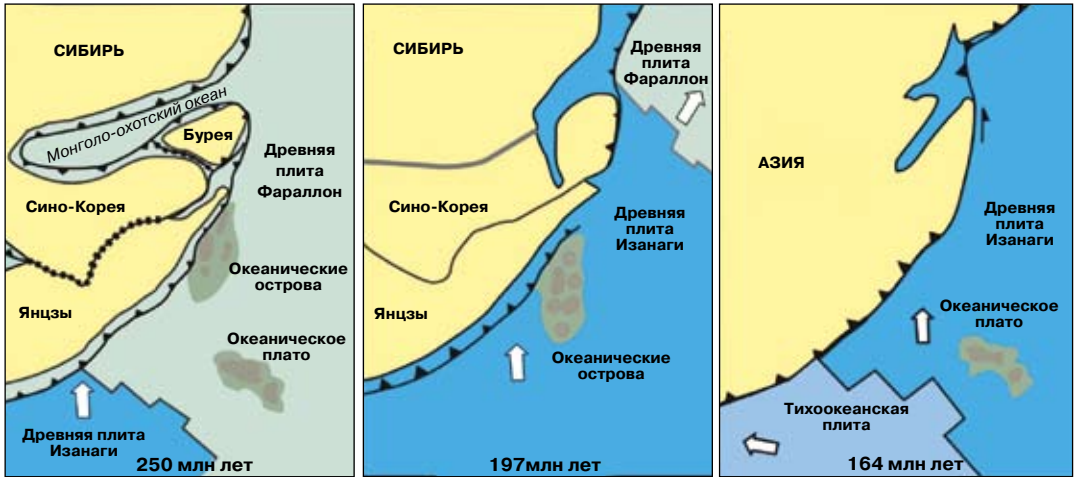 СИБИРЬ
Монголо-охотский океан
Бурея
Древняя
плита
Фараллон
Сино-Корея
Океанические
острова
Янцзы
Океаническое
плато
Древняя плита
Изанаги
250 млн лет
СИБИРЬ
Древняя
плита
Фараллон
Сино-Корея
Древняя
плита
Изанаги
Янцзы
Океанические
острова
197млн лет
АЗИЯ
Древняя
плита
Изанаги
Океаническое
плато
Тихоокеанская
плита
164 млн лет